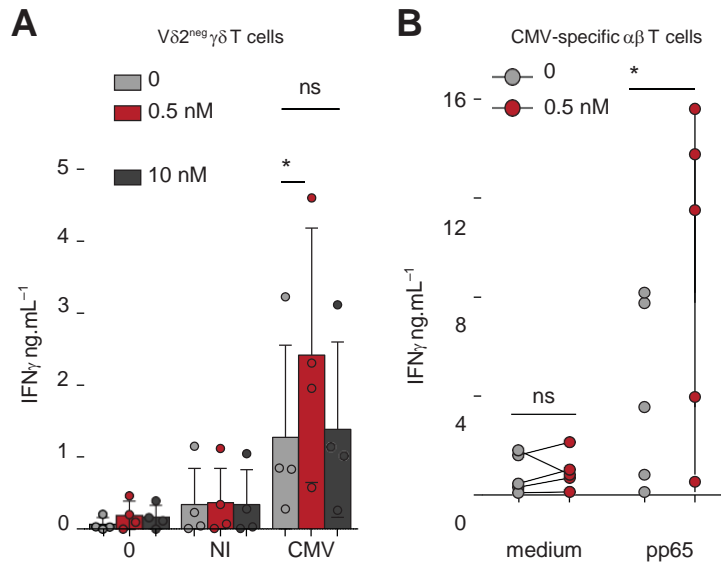 A
Vδ2neg γδ T cells
0
0.5 nM
10 nM
ns
*
5
4
3
2
1
0
IFNγ ng.mL−1
0 NI CMV
B
CMV-specific αβ T cells
0
0.5 nM
*
16
12
8
4
0
IFNγ ng.mL−1
ns
medium pp65